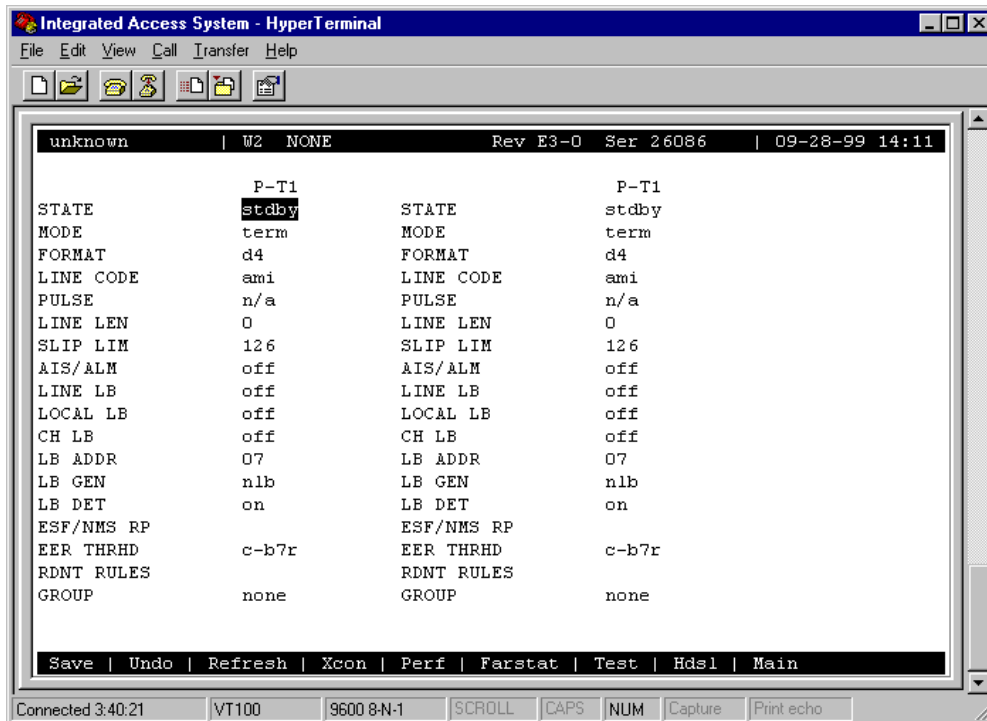 Integrated Access System - HyperTerminal
File Edit View Call Transfer Help
unknown | W2 NONE Rev E3-0 Ser 26086 | 09-28-99 14:11
P-T1 P-T1
STATE stdby STATE stdby
MODE term MODE term
FORMAT d4 FORMAT d4
LINE CODE ami LINE CODE ami
PULSE n/a PULSE n/a
LINE LEN 0 LINE LEN 0
SLIP LIM 126 SLIP LIM 126
AIS/ALM off AIS/ALM off
LINE LB off LINE LB off
LOCAL LB off LOCAL LB off
CH LB off CH LB off
LB ADDR 07 LB ADDR 07
LB GEN nlb LB GEN nlb
LB DET on LB DET on
ESF/NMS RP ESF/NMS RP
EER THRHD c-b7r EER THRHD c-b7r
RDNT RULES RDNT RULES
GROUP none GROUP none
Save | Undo | Refresh | Xcon | Perf | Farstat | Test | Hdsl | Main
Connected 3:40:21 VT100 9600 8-N-1 SCROLL CAPS NUM Capture Print echo